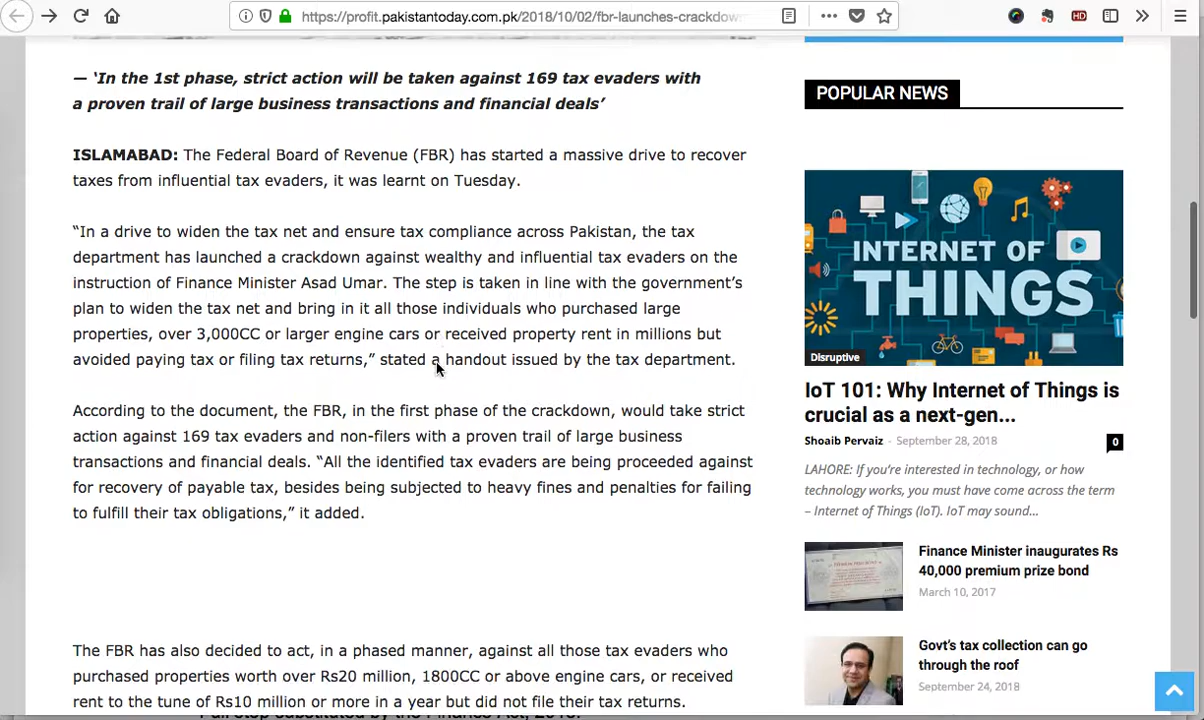 https://profit.pakistantoday.com.pk/2018/10/02/fbr-launches-crackdow
— ‘In the 1st phase, strict action will be taken against 169 tax evaders with
a proven trail of large business transactions and financial deals’
ISLAMABAD: The Federal Board of Revenue (FBR) has started a massive drive to recover
taxes from influential tax evaders, it was learnt on Tuesday.
“In a drive to widen the tax net and ensure tax compliance across Pakistan, the tax
department has launched a crackdown against wealthy and influential tax evaders on the
instruction of Finance Minister Asad Umar. The step is taken in line with the government’s
plan to widen the tax net and bring in it all those individuals who purchased large
properties, over 3,000CC or larger engine cars or received property rent in millions but
avoided paying tax or filing tax returns,” stated a handout issued by the tax department.
According to the document, the FBR, in the first phase of the crackdown, would take strict
action against 169 tax evaders and non-filers with a proven trail of large business
transactions and financial deals. “All the identified tax evaders are being proceeded against
for recovery of payable tax, besides being subjected to heavy fines and penalties for failing
to fulfill their tax obligations,” it added.
The FBR has also decided to act, in a phased manner, against all those tax evaders who
purchased properties worth over Rs20 million, 1800CC or above engine cars, or received
rent to the tune of Rs10 million or more in a year but did not file their tax returns.
POPULAR NEWS
INTERNET OF
THINGS
Disruptive
IoT 101: Why Internet of Things is
crucial as a next-gen...
Shoaib Pervaiz - September 28, 2018
0
LAHORE: If you’re interested in technology, or how
technology works, you must have come across the term
– Internet of Things (IoT). IoT may sound...
Finance Minister inaugurates Rs
40,000 premium prize bond
March 10, 2017
Govt’s tax collection can go
through the roof
September 24, 2018
HD